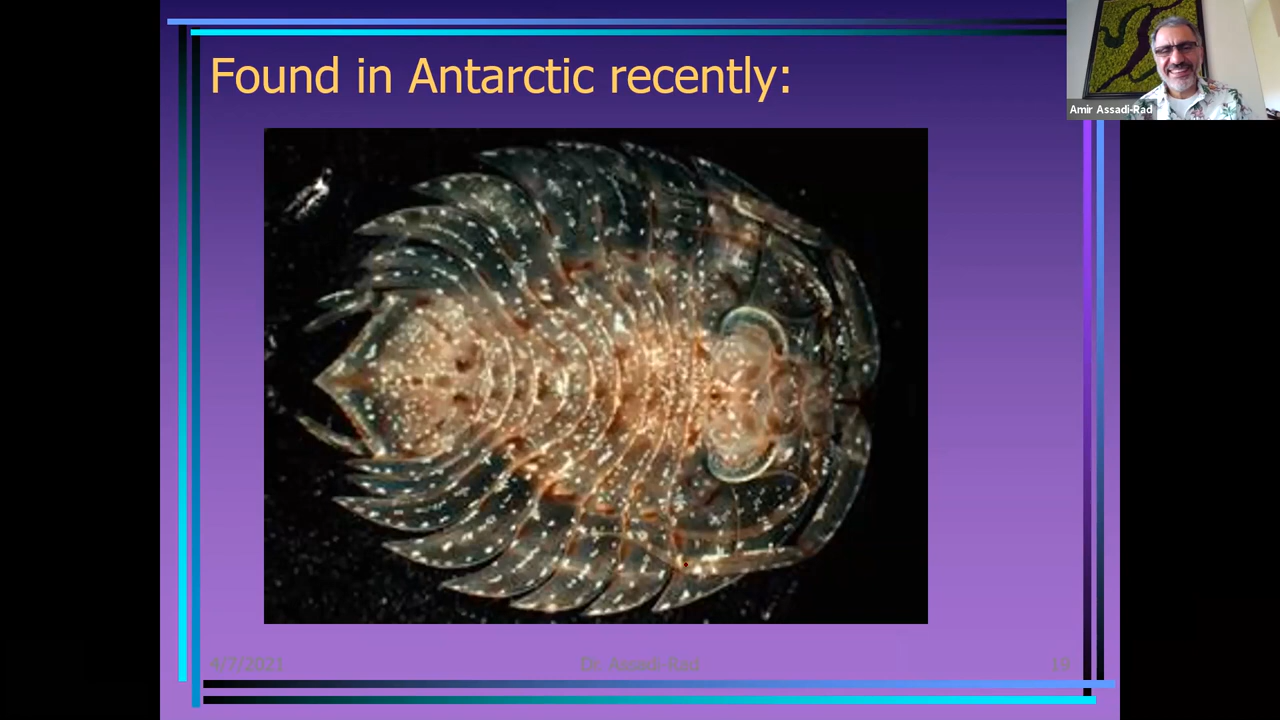 Found in Antarctic recently:
Amir Assadi-Rad
4/7/2021
Dr. Assadi-Rad
19